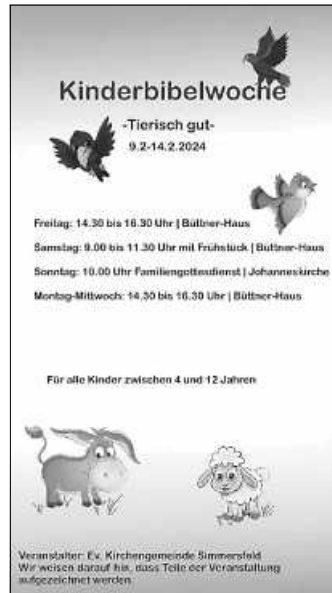 Kinderbibelwoche
-Tierisch gut-
9.2-14.2.2024
Freitag: 14.30 bis 16.30 Uhr | Büttner-Haus
Samstag: 9.00 bis 11.30 Uhr mit Frühstück | Büttner-Haus
Sonntag: 10.00 Uhr Familiengottesdienst | Johanneskirche
Montag-Mittwoch: 14.30 bis 16.30 Uhr | Büttner-Haus
Für alle Kinder zwischen 4 und 12 Jahren
Veranstalter: Ev. Kirchengemeinde Simmersfeld
Wir weisen darauf hin, dass Teile der Veranstaltung
aufgezeichnet werden